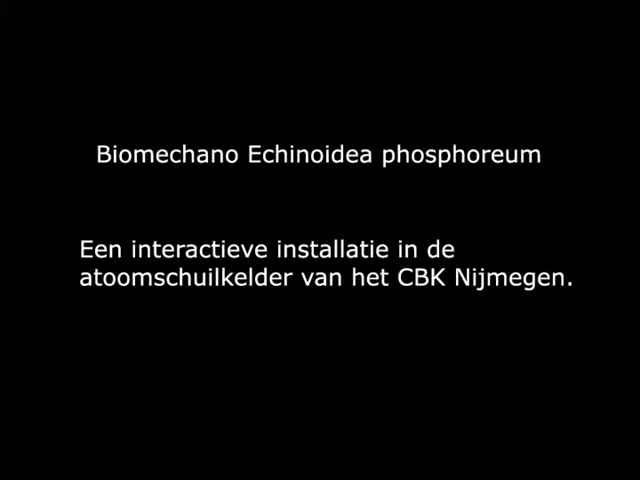 Biomechano Echinoidea phosphoreum
Een interactieve installatie in de
atoomschuilkelder van het CBK Nijmegen.